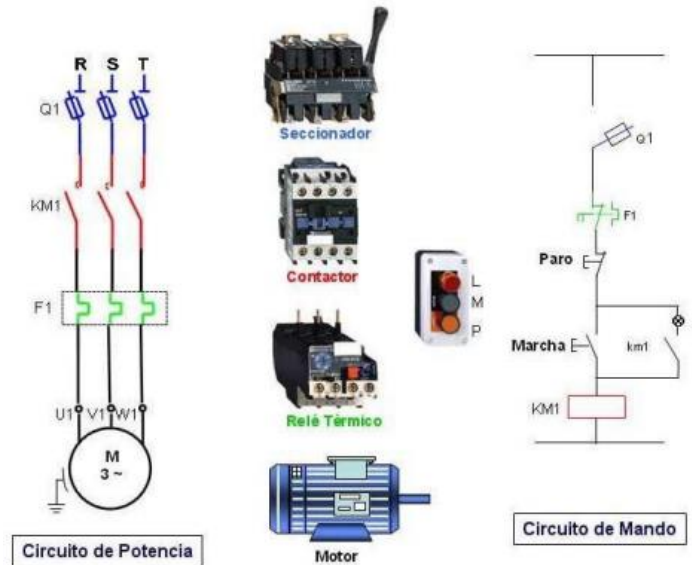 R S T
Q1
KM1
F1
U1 V1 W1
M
3 ~
Circuito de Potencia
Seccionador
Contactor
Relé Térmico
Motor
L
M
P
Q1
F1
Paro
Marcha
km1
KM1
Circuito de Mando